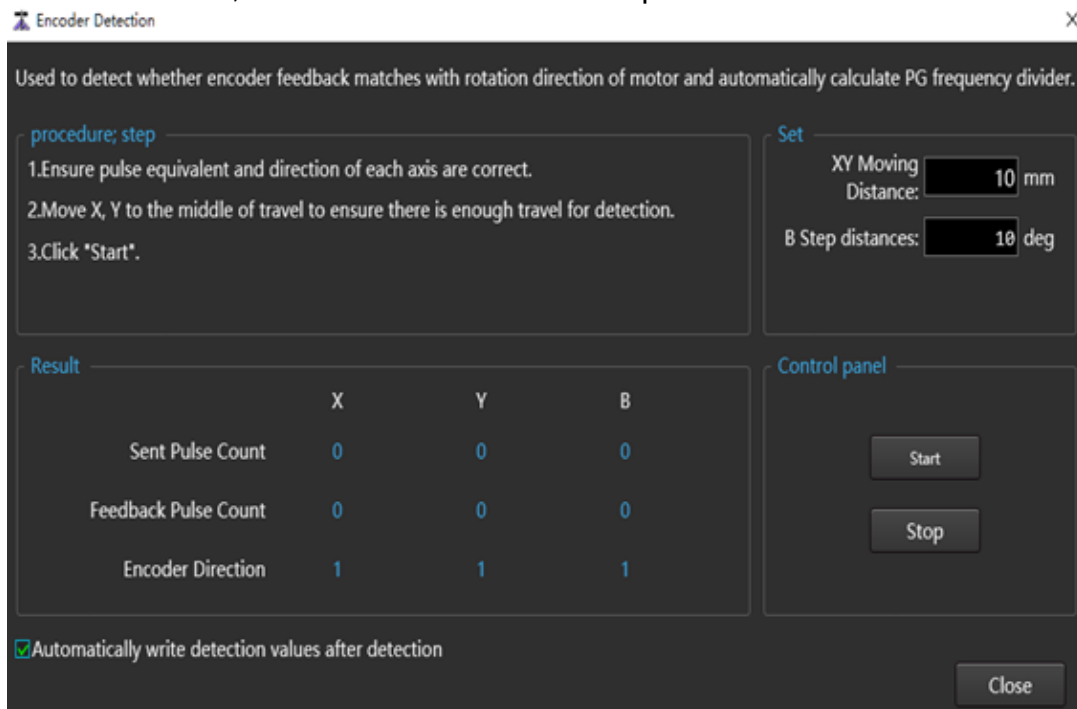 Encoder Detection
Used to detect whether encoder feedback matches with rotation direction of motor and automatically calculate PG frequency divider.
procedure; step
1.Ensure pulse equivalent and direction of each axis are correct.
2.Move X, Y to the middle of travel to ensure there is enough travel for detection.
3.Click "Start".
Set
XY Moving
Distance: 10 mm
B Step distances: 10 deg
Result
X Y B
Sent Pulse Count 0 0 0
Feedback Pulse Count 0 0 0
Encoder Direction 1 1 1
Control panel
Start
Stop
Automatically write detection values after detection
Close